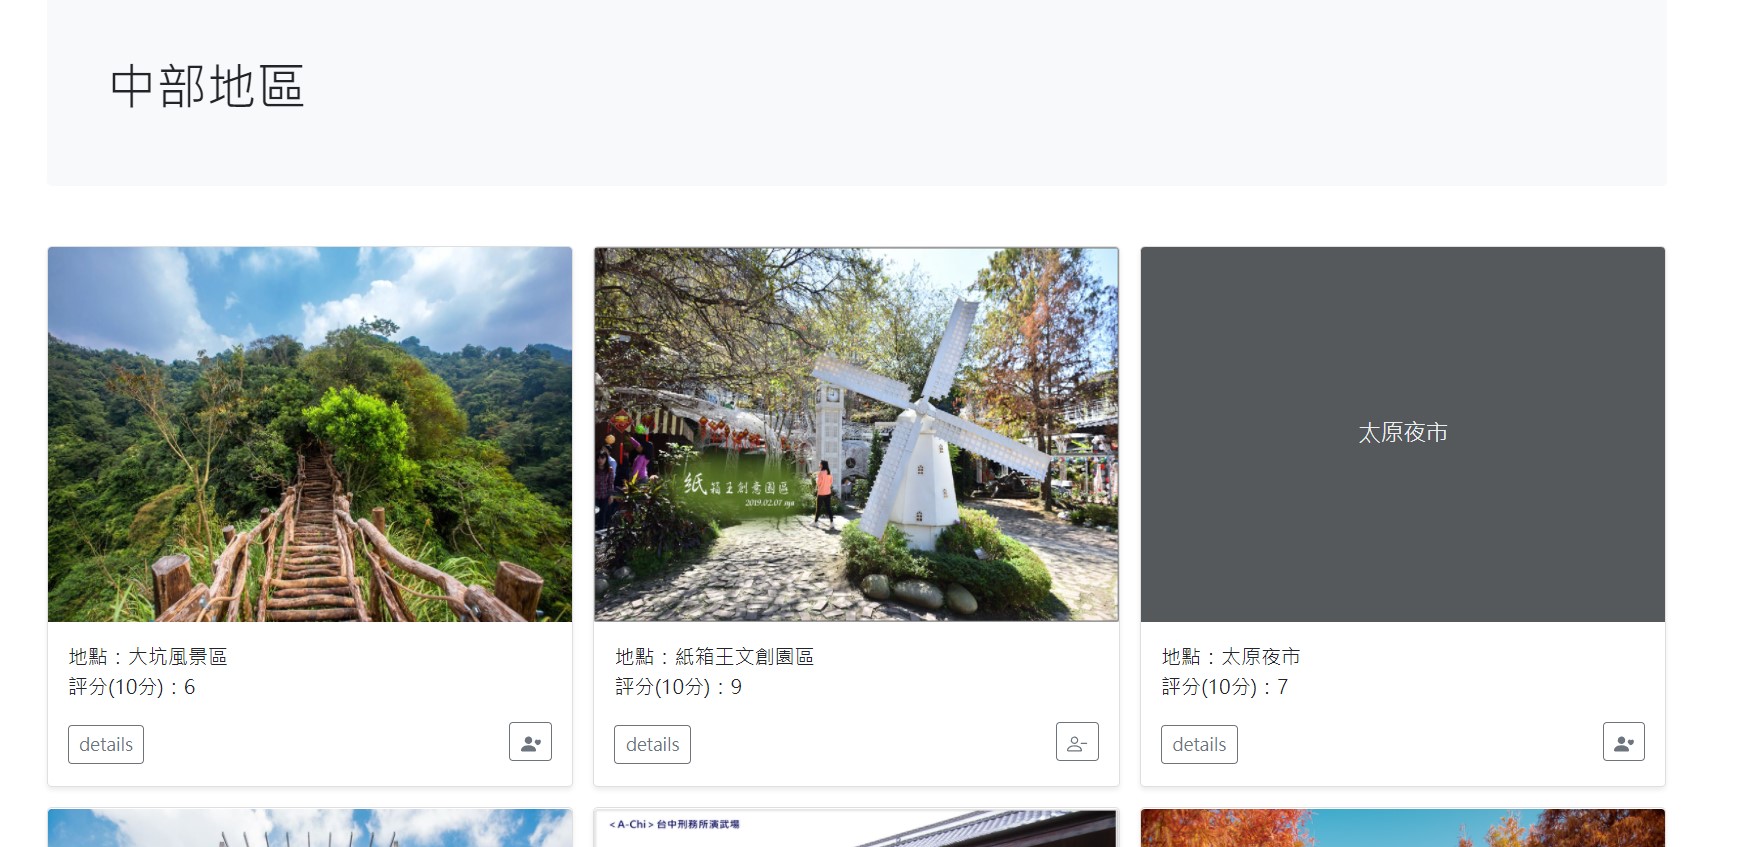 中部地區
紙箱王創意園區
2019.02.07 nyo
太原夜市
地點：大坑風景區
評分(10分)：6
details
地點：紙箱王文創園區
評分(10分)：9
details
地點：太原夜市
評分(10分)：7
details
<A-Chi>台中刑務所演武場